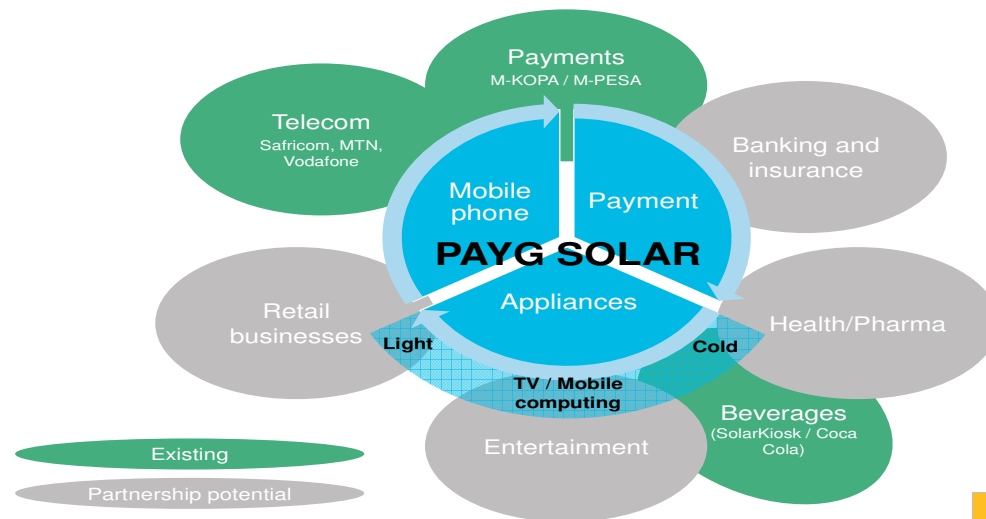 Payments
M-KOPA / M-PESA
Telecom
Safricom, MTN,
Vodafone
Banking and
insurance
Mobile
phone
Payment
PAYG SOLAR
Appliances
Retail
businesses
Health/Pharma
Light
Cold
TV / Mobile
computing
Beverages
(SolarKiosk / Coca
Cola)
Entertainment
Existing
Partnership potential